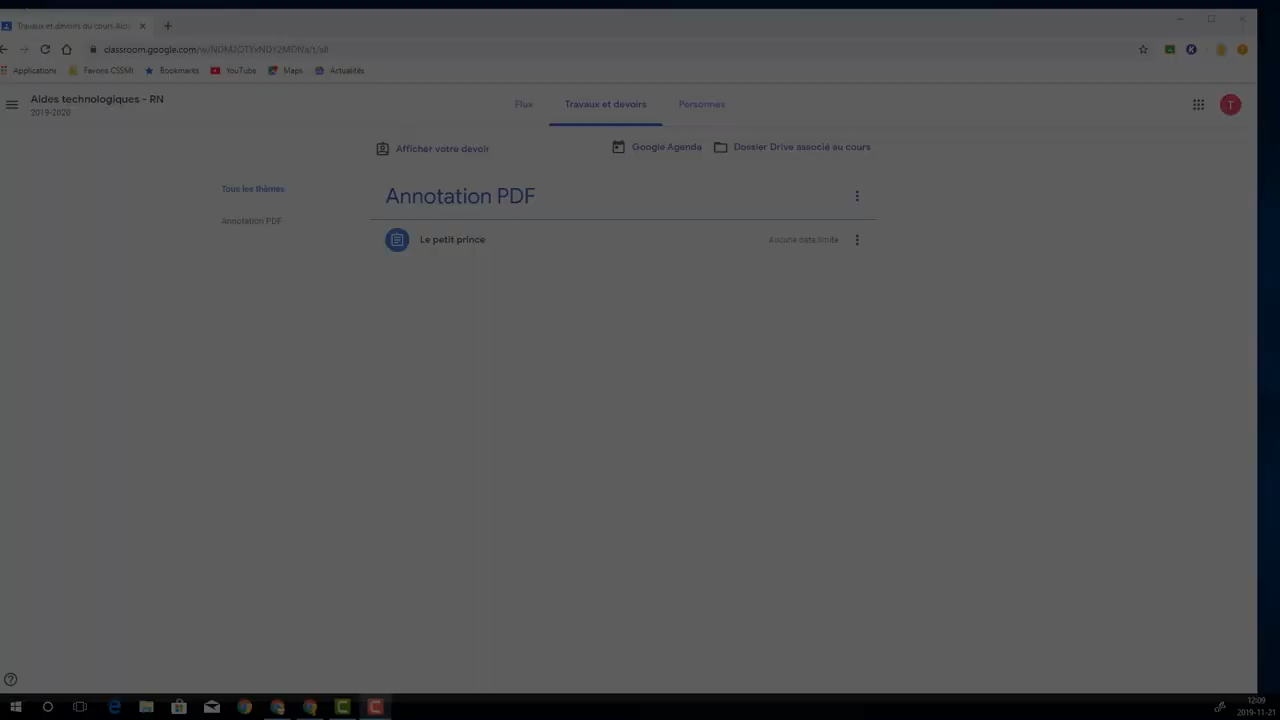 Travaux et devoirs du cours Aide
classroom.google.com/w/
Applications Favoris CSSMI Bookmarks YouTube Maps Actualités
Aides technologiques - RN
2019-2020
Flux Travaux et devoirs Personnes
T
Afficher votre devoir Google Agenda Dossier Drive associé au cours
Tous les thèmes
Annotation PDF
Annotation PDF
Le petit prince Aucune date limite
12:09
2019-11-21